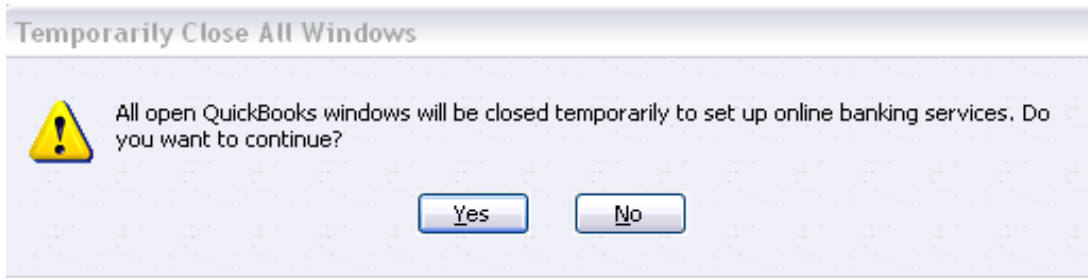 Temporarily Close All Windows
All open QuickBooks windows will be closed temporarily to set up online banking services. Do
you want to continue?
Yes No